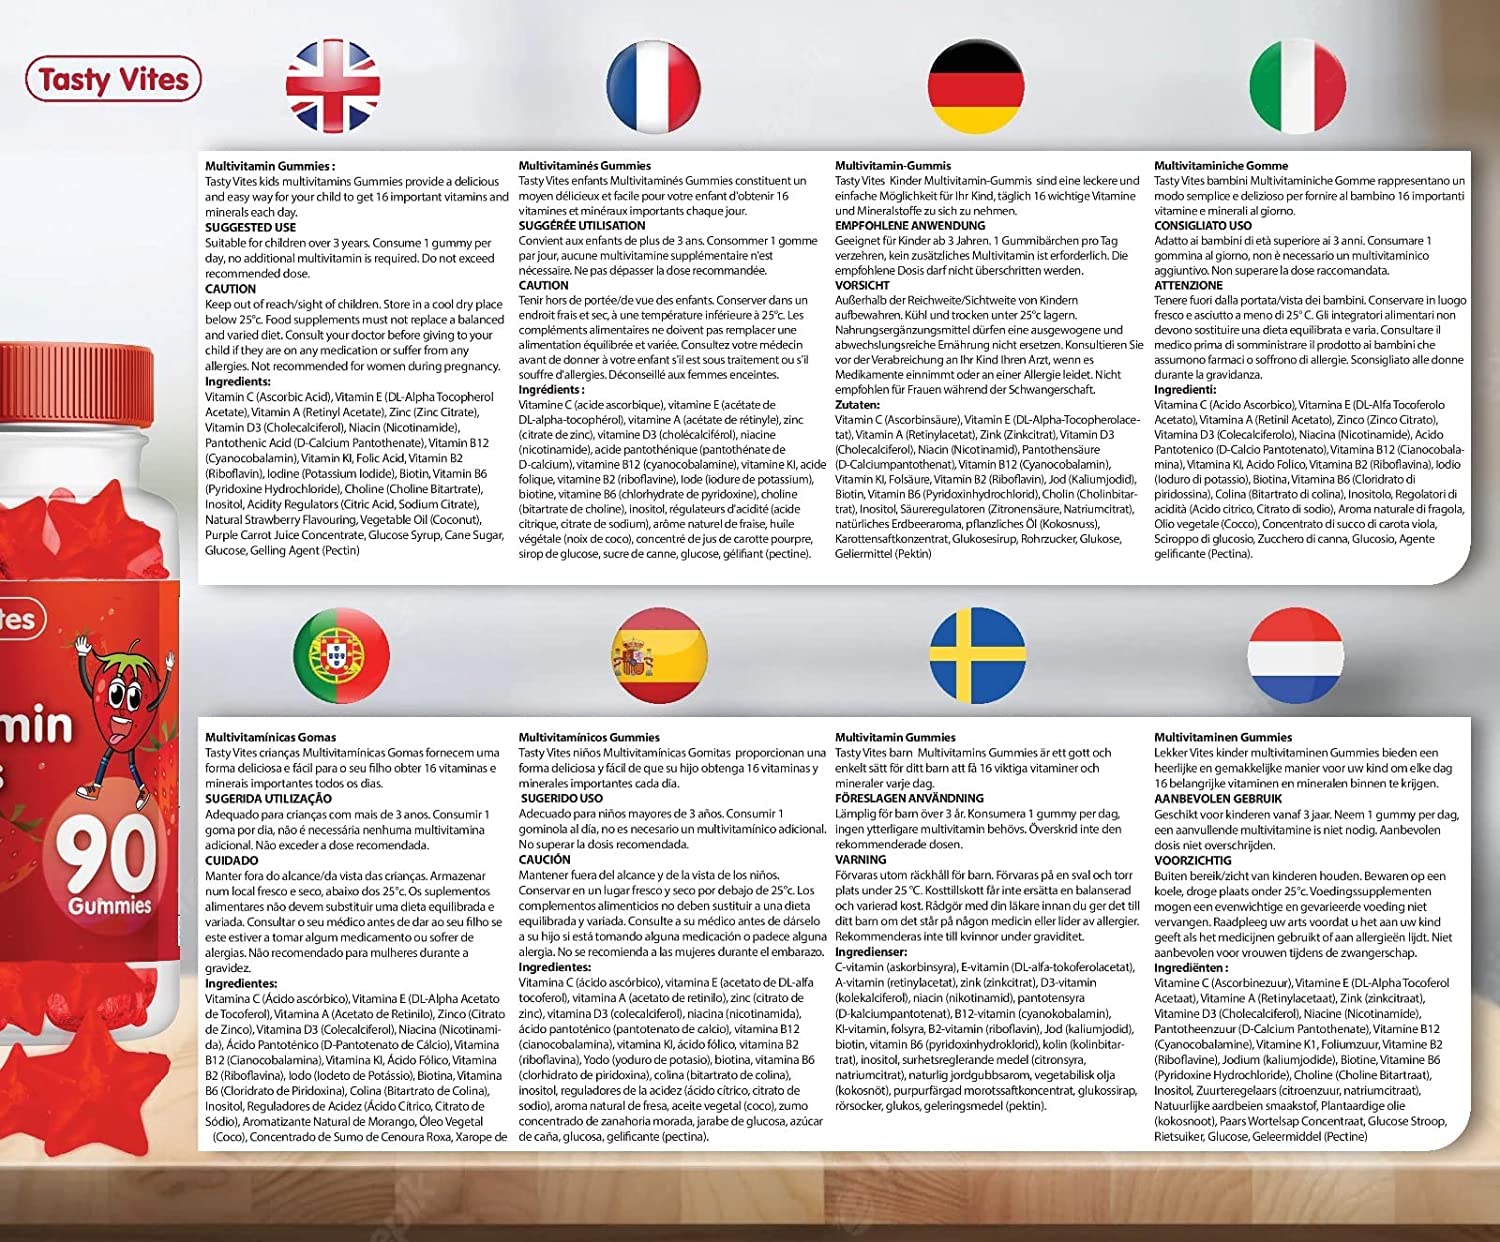 Tasty Vites
Multivitamin Gummies :
Tasty Vites kids multivitamins Gummies provide a delicious
and easy way for your child to get 16 important vitamins and
minerals each day.
SUGGESTED USE
Suitable for children over 3 years. Consume 1 gummy per
day, no additional multivitamin is required. Do not exceed
recommended dose.
CAUTION
Keep out of reach/sight of children. Store in a cool dry place
below 25°c. Food supplements must not replace a balanced
and varied diet. Consult your doctor before giving to your
child if they are on any medication or suffer from any
allergies. Not recommended for women during pregnancy.
Ingredients:
Vitamin C (Ascorbic Acid), Vitamin E (DL-Alpha Tocopherol
Acetate), Vitamin A (Retinyl Acetate), Zinc (Zinc Citrate),
Vitamin D3 (Cholecalciferol), Niacin (Nicotinamide),
Pantothenic Acid (D-Calcium Pantothenate), Vitamin B12
(Cyanocobalamin), Vitamin KI, Folic Acid, Vitamin B2
(Riboflavin), Iodine (Potassium Iodide), Biotin, Vitamin B6
(Pyridoxine Hydrochloride), Choline (Choline Bitartrate),
Inositol, Acidity Regulators (Citric Acid, Sodium Citrate),
Natural Strawberry Flavouring, Vegetable Oil (Coconut),
Purple Carrot Juice Concentrate, Glucose Syrup, Cane Sugar,
Glucose, Gelling Agent (Pectin)
Multivitaminés Gummies
Tasty Vites enfants Multivitaminés Gummies constituent un
moyen délicieux et facile pour votre enfant d'obtenir 16
vitamines et minéraux importants chaque jour.
SUGGÉRÉE UTILISATION
Convient aux enfants de plus de 3 ans. Consommer 1 gomme
par jour, aucune multivitamine supplémentaire n'est
nécessaire. Ne pas dépasser la dose recommandée.
CAUTION
Tenir hors de portée/de vue des enfants. Conserver dans un
endroit frais et sec, à une température inférieure à 25°c. Les
compléments alimentaires ne doivent pas remplacer une
alimentation équilibrée et variée. Consultez votre médecin
avant de donner à votre enfant s'il est sous traitement ou s'il
souffre d'allergies. Déconseillé aux femmes enceintes.
Ingrédients :
Vitamine C (acide ascorbique), vitamine E (acétate de
DL-alpha-tocophérol), vitamine A (acétate de rétinyle), zinc
(citrate de zinc), vitamine D3 (cholécalciférol), niacine
(nicotinamide), acide pantothénique (pantothénate de
D-calcium), vitamine B12 (cyanocobalamine), vitamine KI, acide
folique, vitamine B2 (riboflavine), Iode (iodure de potassium),
biotine, vitamine B6 (chlorhydrate de pyridoxine), choline
(bitartrate de choline), inositol, régulateurs d'acidité (acide
citrique, citrate de sodium), arôme naturel de fraise, huile
végétale (noix de coco), concentré de jus de carotte pourpre,
sirop de glucose, sucre de canne, glucose, gélifiant (pectine).
Multivitamin-Gummis
Tasty Vites Kinder Multivitamin-Gummis sind eine leckere und
einfache Möglichkeit für Ihr Kind, täglich 16 wichtige Vitamine
und Mineralstoffe zu sich zu nehmen.
EMPFOHLENE ANWENDUNG
Geeignet für Kinder ab 3 Jahren. 1 Gummibärchen pro Tag
verzehren, kein zusätzliches Multivitamin ist erforderlich. Die
empfohlene Dosis darf nicht überschritten werden.
VORSICHT
Außerhalb der Reichweite/Sichtweite von Kindern
aufbewahren. Kühl und trocken unter 25°c lagern.
Nahrungsergänzungsmittel dürfen eine ausgewogene und
abwechslungsreiche Ernährung nicht ersetzen. Konsultieren Sie
vor der Verabreichung an Ihr Kind Ihren Arzt, wenn es
Medikamente einnimmt oder an einer Allergie leidet. Nicht
empfohlen für Frauen während der Schwangerschaft.
Zutaten:
Vitamin C (Ascorbinsäure), Vitamin E (DL-Alpha-Tocopherolace-
tat), Vitamin A (Retinylacetat), Zink (Zinkcitrat), Vitamin D3
(Cholecalciferol), Niacin (Nicotinamid), Pantothensäure
(D-Calciumpantothenat), Vitamin B12 (Cyanocobalamin),
Vitamin KI, Folsäure, Vitamin B2 (Riboflavin), Jod (Kaliumjodid),
Biotin, Vitamin B6 (Pyridoxinhydrochlorid), Cholin (Cholinbitar-
trat), Inositol, Säureregulatoren (Zitronensäure, Natriumcitrat),
natürliches Erdbeeraroma, pflanzliches Öl (Kokosnuss),
Karottensaftkonzentrat, Glukosesirup, Rohrzucker, Glukose,
Geliermittel (Pektin)
Multivitaminiche Gomme
Tasty Vites bambini Multivitaminiche Gomme rappresentano un
modo semplice e delizioso per fornire al bambino 16 importanti
vitamine e minerali al giorno.
CONSIGLIATO USO
Adatto ai bambini di età superiore ai 3 anni. Consumare 1
gommina al giorno, non è necessario un multivitaminico
aggiuntivo. Non superare la dose raccomandata.
ATTENZIONE
Tenere fuori dalla portata/vista dei bambini. Conservare in luogo
fresco e asciutto a meno di 25° C. Gli integratori alimentari non
devono sostituire una dieta equilibrata e varia. Consultare il
medico prima di somministrare il prodotto ai bambini che
assumono farmaci o soffrono di allergie. Sconsigliato alle donne
durante la gravidanza.
Ingredienti:
Vitamina C (Acido Ascorbico), Vitamina E (DL-Alfa Tocoferolo
Acetato), Vitamina A (Retinil Acetato), Zinco (Zinco Citrato),
Vitamina D3 (Colecalciferolo), Niacina (Nicotinamide), Acido
Pantotenico (D-Calcio Pantotenato), Vitamina B12 (Cianocobala-
mina), Vitamina KI, Acido Folico, Vitamina B2 (Riboflavina), Iodio
(Ioduro di potassio), Biotina, Vitamina B6 (Cloridrato di
piridossina), Colina (Bitartrato di colina), Inositolo, Regolatori di
acidità (Acido citrico, Citrato di sodio), Aroma naturale di fragola,
Olio vegetale (Cocco), Concentrato di succo di carota viola,
Sciroppo di glucosio, Zucchero di canna, Glucosio, Agente
gelificante (Pectina).
tes
min
s
90
Gummies
Multivitamínicas Gomas
Tasty Vites crianças Multivitamínicas Gomas fornecem uma
forma deliciosa e fácil para o seu filho obter 16 vitaminas e
minerais importantes todos os dias.
SUGERIDA UTILIZAÇÃO
Adequado para crianças com mais de 3 anos. Consumir 1
goma por dia, não é necessária nenhuma multivitamina
adicional. Não exceder a dose recomendada.
CUIDADO
Manter fora do alcance/da vista das crianças. Armazenar
num local fresco e seco, abaixo dos 25°c. Os suplementos
alimentares não devem substituir uma dieta equilibrada e
variada. Consultar o seu médico antes de dar ao seu filho se
este estiver a tomar algum medicamento ou sofrer de
alergias. Não recomendado para mulheres durante a
gravidez.
Ingredientes:
Vitamina C (Ácido ascórbico), Vitamina E (DL-Alpha Acetato
de Tocoferol), Vitamina A (Acetato de Retinilo), Zinco (Citrato
de Zinco), Vitamina D3 (Colecalciferol), Niacina (Nicotinami-
da), Ácido Pantoténico (D-Pantotenato de Cálcio), Vitamina
B12 (Cianocobalamina), Vitamina KI, Ácido Fólico, Vitamina
B2 (Riboflavina), Iodo (Iodeto de Potássio), Biotina, Vitamina
B6 (Cloridrato de Piridoxina), Colina (Bitartrato de Colina),
Inositol, Reguladores de Acidez (Ácido Cítrico, Citrato de
Sódio), Aromatizante Natural de Morango, Óleo Vegetal
(Coco), Concentrado de Sumo de Cenoura Roxa, Xarope de
Multivitamínicos Gummies
Tasty Vites niños Multivitamínicas Gomitas proporcionan una
forma deliciosa y fácil de que su hijo obtenga 16 vitaminas y
minerales importantes cada día.
SUGERIDO USO
Adecuado para niños mayores de 3 años. Consumir 1
gominola al día, no es necesario un multivitamínico adicional.
No superar la dosis recomendada.
CAUCIÓN
Mantener fuera del alcance y de la vista de los niños.
Conservar en un lugar fresco y seco por debajo de 25°c. Los
complementos alimenticios no deben sustituir a una dieta
equilibrada y variada. Consulte a su médico antes de dárselo
a su hijo si está tomando alguna medicación o padece alguna
alergia. No se recomienda a las mujeres durante el embarazo.
Ingredientes:
Vitamina C (ácido ascórbico), vitamina E (acetato de DL-alfa
tocoferol), vitamina A (acetato de retinilo), zinc (citrato de
zinc), vitamina D3 (colecalciferol), niacina (nicotinamida),
ácido pantoténico (pantotenato de calcio), vitamina B12
(cianocobalamina), vitamina KI, ácido fólico, vitamina B2
(riboflavina), Yodo (yoduro de potasio), biotina, vitamina B6
(clorhidrato de piridoxina), colina (bitartrato de colina),
inositol, reguladores de la acidez (ácido cítrico, citrato de
sodio), aroma natural de fresa, aceite vegetal (coco), zumo
concentrado de zanahoria morada, jarabe de glucosa, azúcar
de caña, glucosa, gelificante (pectina).
Multivitamin Gummies
Tasty Vites barn Multivitamins Gummies är ett gott och
enkelt sätt för ditt barn att få 16 viktiga vitaminer och
mineraler varje dag.
FÖRESLAGEN ANVÄNDNING
Lämplig för barn över 3 år. Konsumera 1 gummy per dag,
ingen ytterligare multivitamin behövs. Överskrid inte den
rekommenderade dosen.
VARNING
Förvaras utom räckhåll för barn. Förvaras på en sval och torr
plats under 25 °C. Kosttillskott får inte ersätta en balanserad
och varierad kost. Rådgör med din läkare innan du ger det till
ditt barn om det står på någon medicin eller lider av allergier.
Rekommenderas inte till kvinnor under graviditet.
Ingredienser:
C-vitamin (askorbinsyra), E-vitamin (DL-alfa-tokoferolacetat),
A-vitamin (retinylacetat), zink (zinkcitrat), D3-vitamin
(kolekalciferol), niacin (nikotinamid), pantotensyra
(D-kalciumpantotenat), B12-vitamin (cyanokobalamin),
KI-vitamin, folsyra, B2-vitamin (riboflavin), Jod (kaliumjodid),
biotin, vitamin B6 (pyridoxinhydroklorid), kolin (kolinbitar-
trat), inositol, surhetsreglerande medel (citronsyra,
natriumcitrat), naturlig jordgubbsarom, vegetabilisk olja
(kokosnöt), purpurfärgad morotssaftkoncentrat, glukossirap,
rörsocker, glukos, geleringsmedel (pektin).
Multivitaminen Gummies
Lekker Vites kinder multivitaminen Gummies bieden een
heerlijke en gemakkelijke manier voor uw kind om elke dag
16 belangrijke vitaminen en mineralen binnen te krijgen.
AANBEVOLEN GEBRUIK
Geschikt voor kinderen vanaf 3 jaar. Neem 1 gummy per dag,
een aanvullende multivitamine is niet nodig. Aanbevolen
dosis niet overschrijden.
VOORZICHTIG
Buiten bereik/zicht van kinderen houden. Bewaren op een
koele, droge plaats onder 25°c. Voedingssupplementen
mogen een evenwichtige en gevarieerde voeding niet
vervangen. Raadpleeg uw arts voordat u het aan uw kind
geeft als het medicijnen gebruikt of aan allergieën lijdt. Niet
aanbevolen voor vrouwen tijdens de zwangerschap.
Ingrediënten :
Vitamine C (Ascorbinezuur), Vitamine E (DL-Alpha Tocoferol
Acetaat), Vitamine A (Retinylacetaat), Zink (zinkcitraat),
Vitamine D3 (Cholecalciferol), Niacine (Nicotinamide),
Pantotheenzuur (D-Calcium Pantothenate), Vitamine B12
(Cyanocobalamine), Vitamine K1, Foliumzuur, Vitamine B2
(Riboflavine), Jodium (kaliumjodide), Biotine, Vitamine B6
(Pyridoxine Hydrochloride), Choline (Choline Bitartraat),
Inositol, Zuurteregelaars (citroenzuur, natriumcitraat),
Natuurlijke aardbeien smaakstof, Plantaardige olie
(kokosnoot), Paars Wortelsap Concentraat, Glucose Stroop,
Rietsuiker, Glucose, Geleermiddel (Pectine)